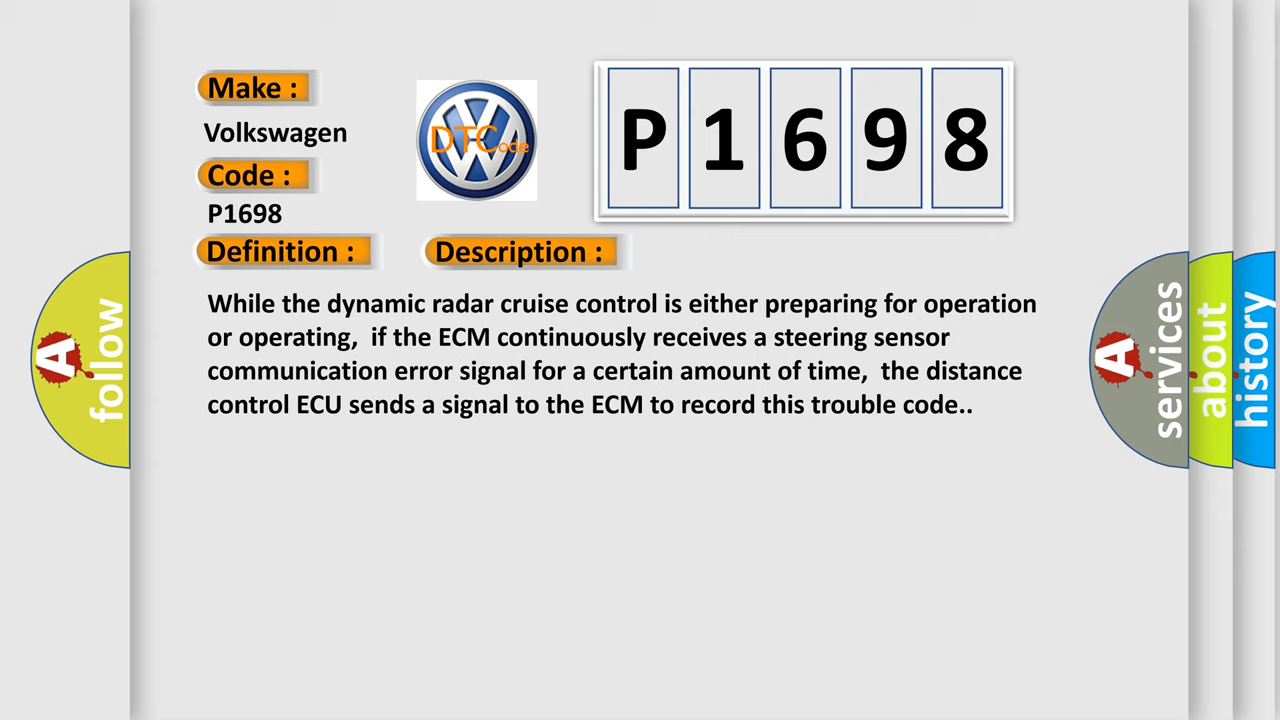 Make :
Volkswagen
Code :
P1698
Definition :
Description :
DTCode
P 1 6 9 8
While the dynamic radar cruise control is either preparing for operation
or operating,  if the ECM continuously receives a steering sensor
communication error signal for a certain amount of time,  the distance
control ECU sends a signal to the ECM to record this trouble code..
A
follow
A
services
about
history